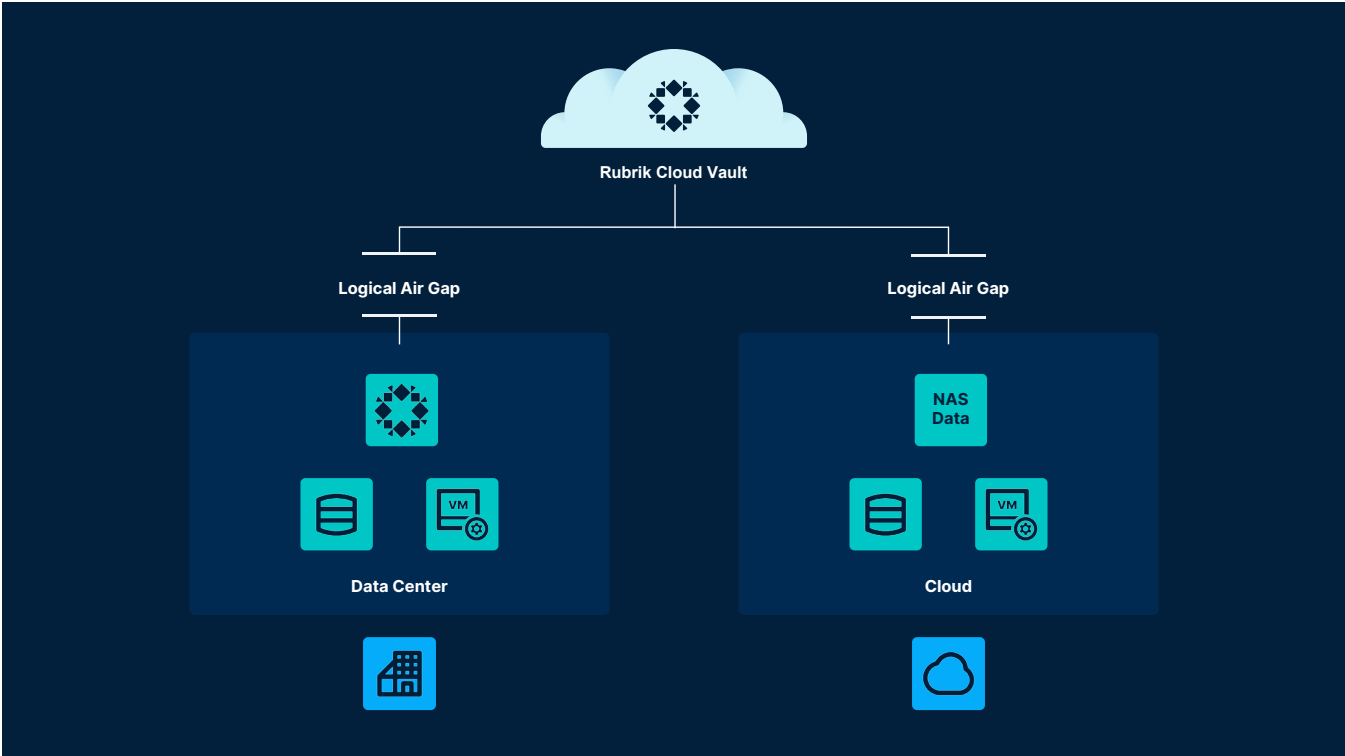 Rubrik Cloud Vault
Logical Air Gap
Logical Air Gap
NAS
Data
VM
VM
Data Center
Cloud